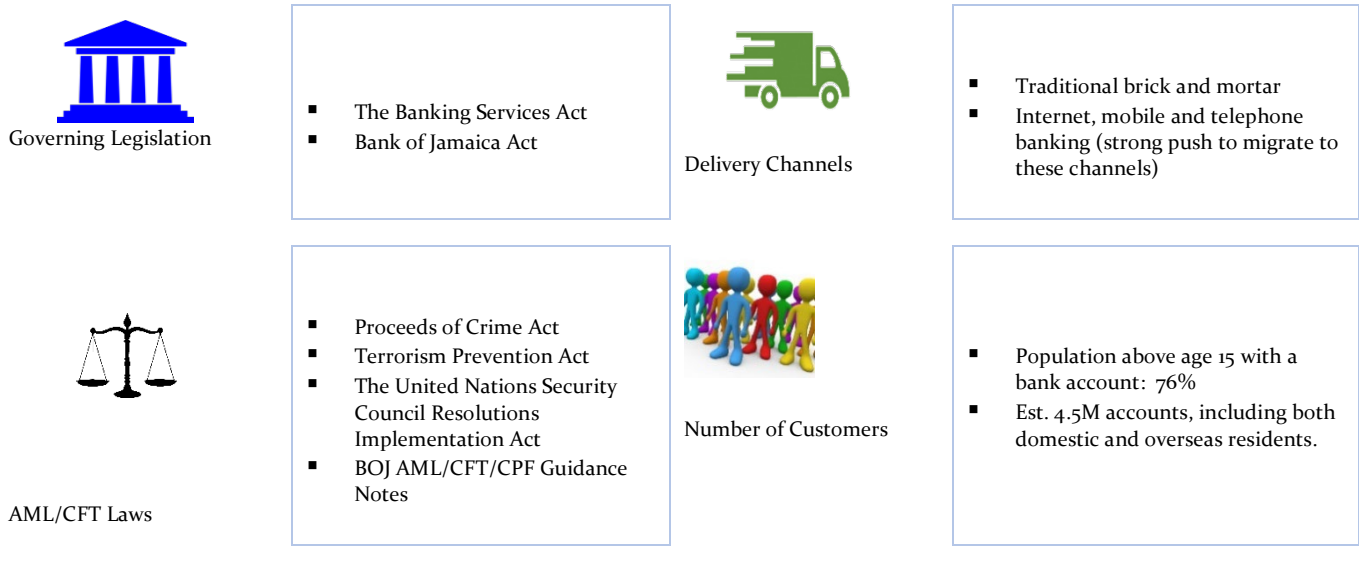 Governing Legislation
▪ The Banking Services Act
▪ Bank of Jamaica Act
Delivery Channels
▪ Traditional brick and mortar
▪ Internet, mobile and telephone
banking (strong push to migrate to
these channels)
AML/CFT Laws
▪ Proceeds of Crime Act
▪ Terrorism Prevention Act
▪ The United Nations Security
Council Resolutions
Implementation Act
▪ BOJ AML/CFT/CPF Guidance
Notes
Number of Customers
▪ Population above age 15 with a
bank account: 76%
▪ Est. 4.5M accounts, including both
domestic and overseas residents.